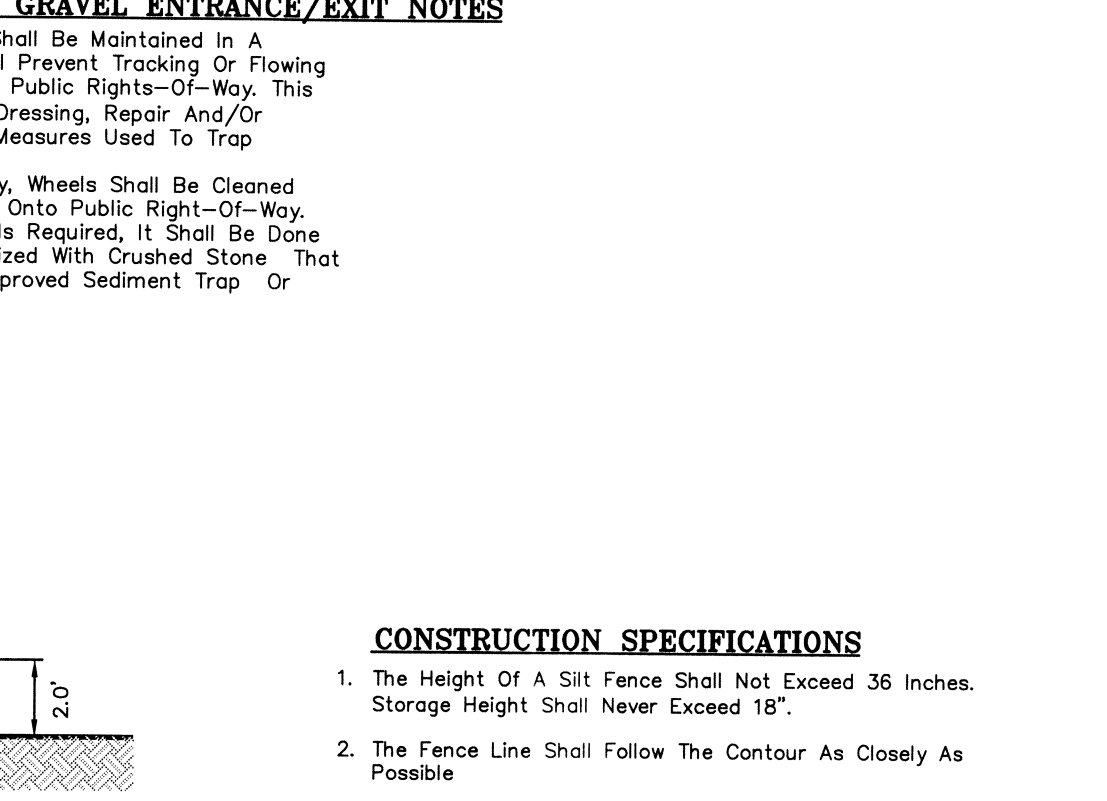 GRAVEL ENTRANCE/EXIT NOTES
Shall Be Maintained In A
Prevent Tracking Or Flowing
Public Rights-Of-Way. This
Dressing, Repair And/Or
Measures Used To Trap
Wheels Shall Be Cleaned
Onto Public Right-Of-Way.
Is Required, It Shall Be Done
With Crushed Stone That
Sediment Trap Or
2.0'
CONSTRUCTION SPECIFICATIONS
1. The Height Of A Silt Fence Shall Not Exceed 36 Inches.
Storage Height Shall Never Exceed 18".
2. The Fence Line Shall Follow The Contour As Closely As
Possible